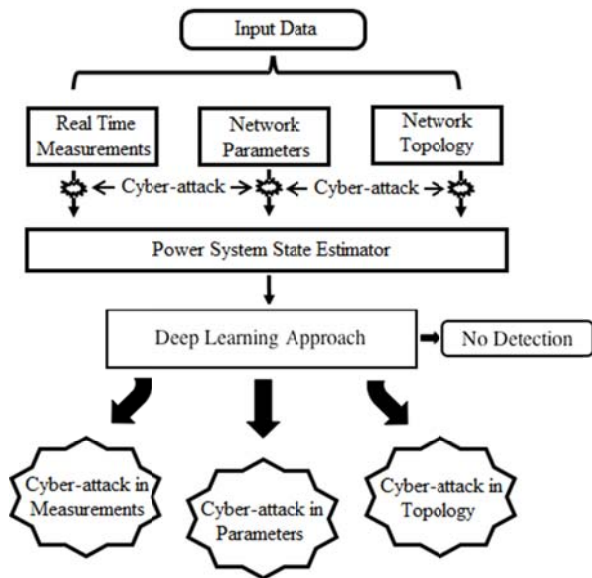 Input Data
Real Time
Measurements
Network
Parameters
Network
Topology
Cyber-attack
Cyber-attack
Power System State Estimator
Deep Learning Approach
No Detection
Cyber-attack in
Measurements
Cyber-attack in
Parameters
Cyber-attack in
Topology